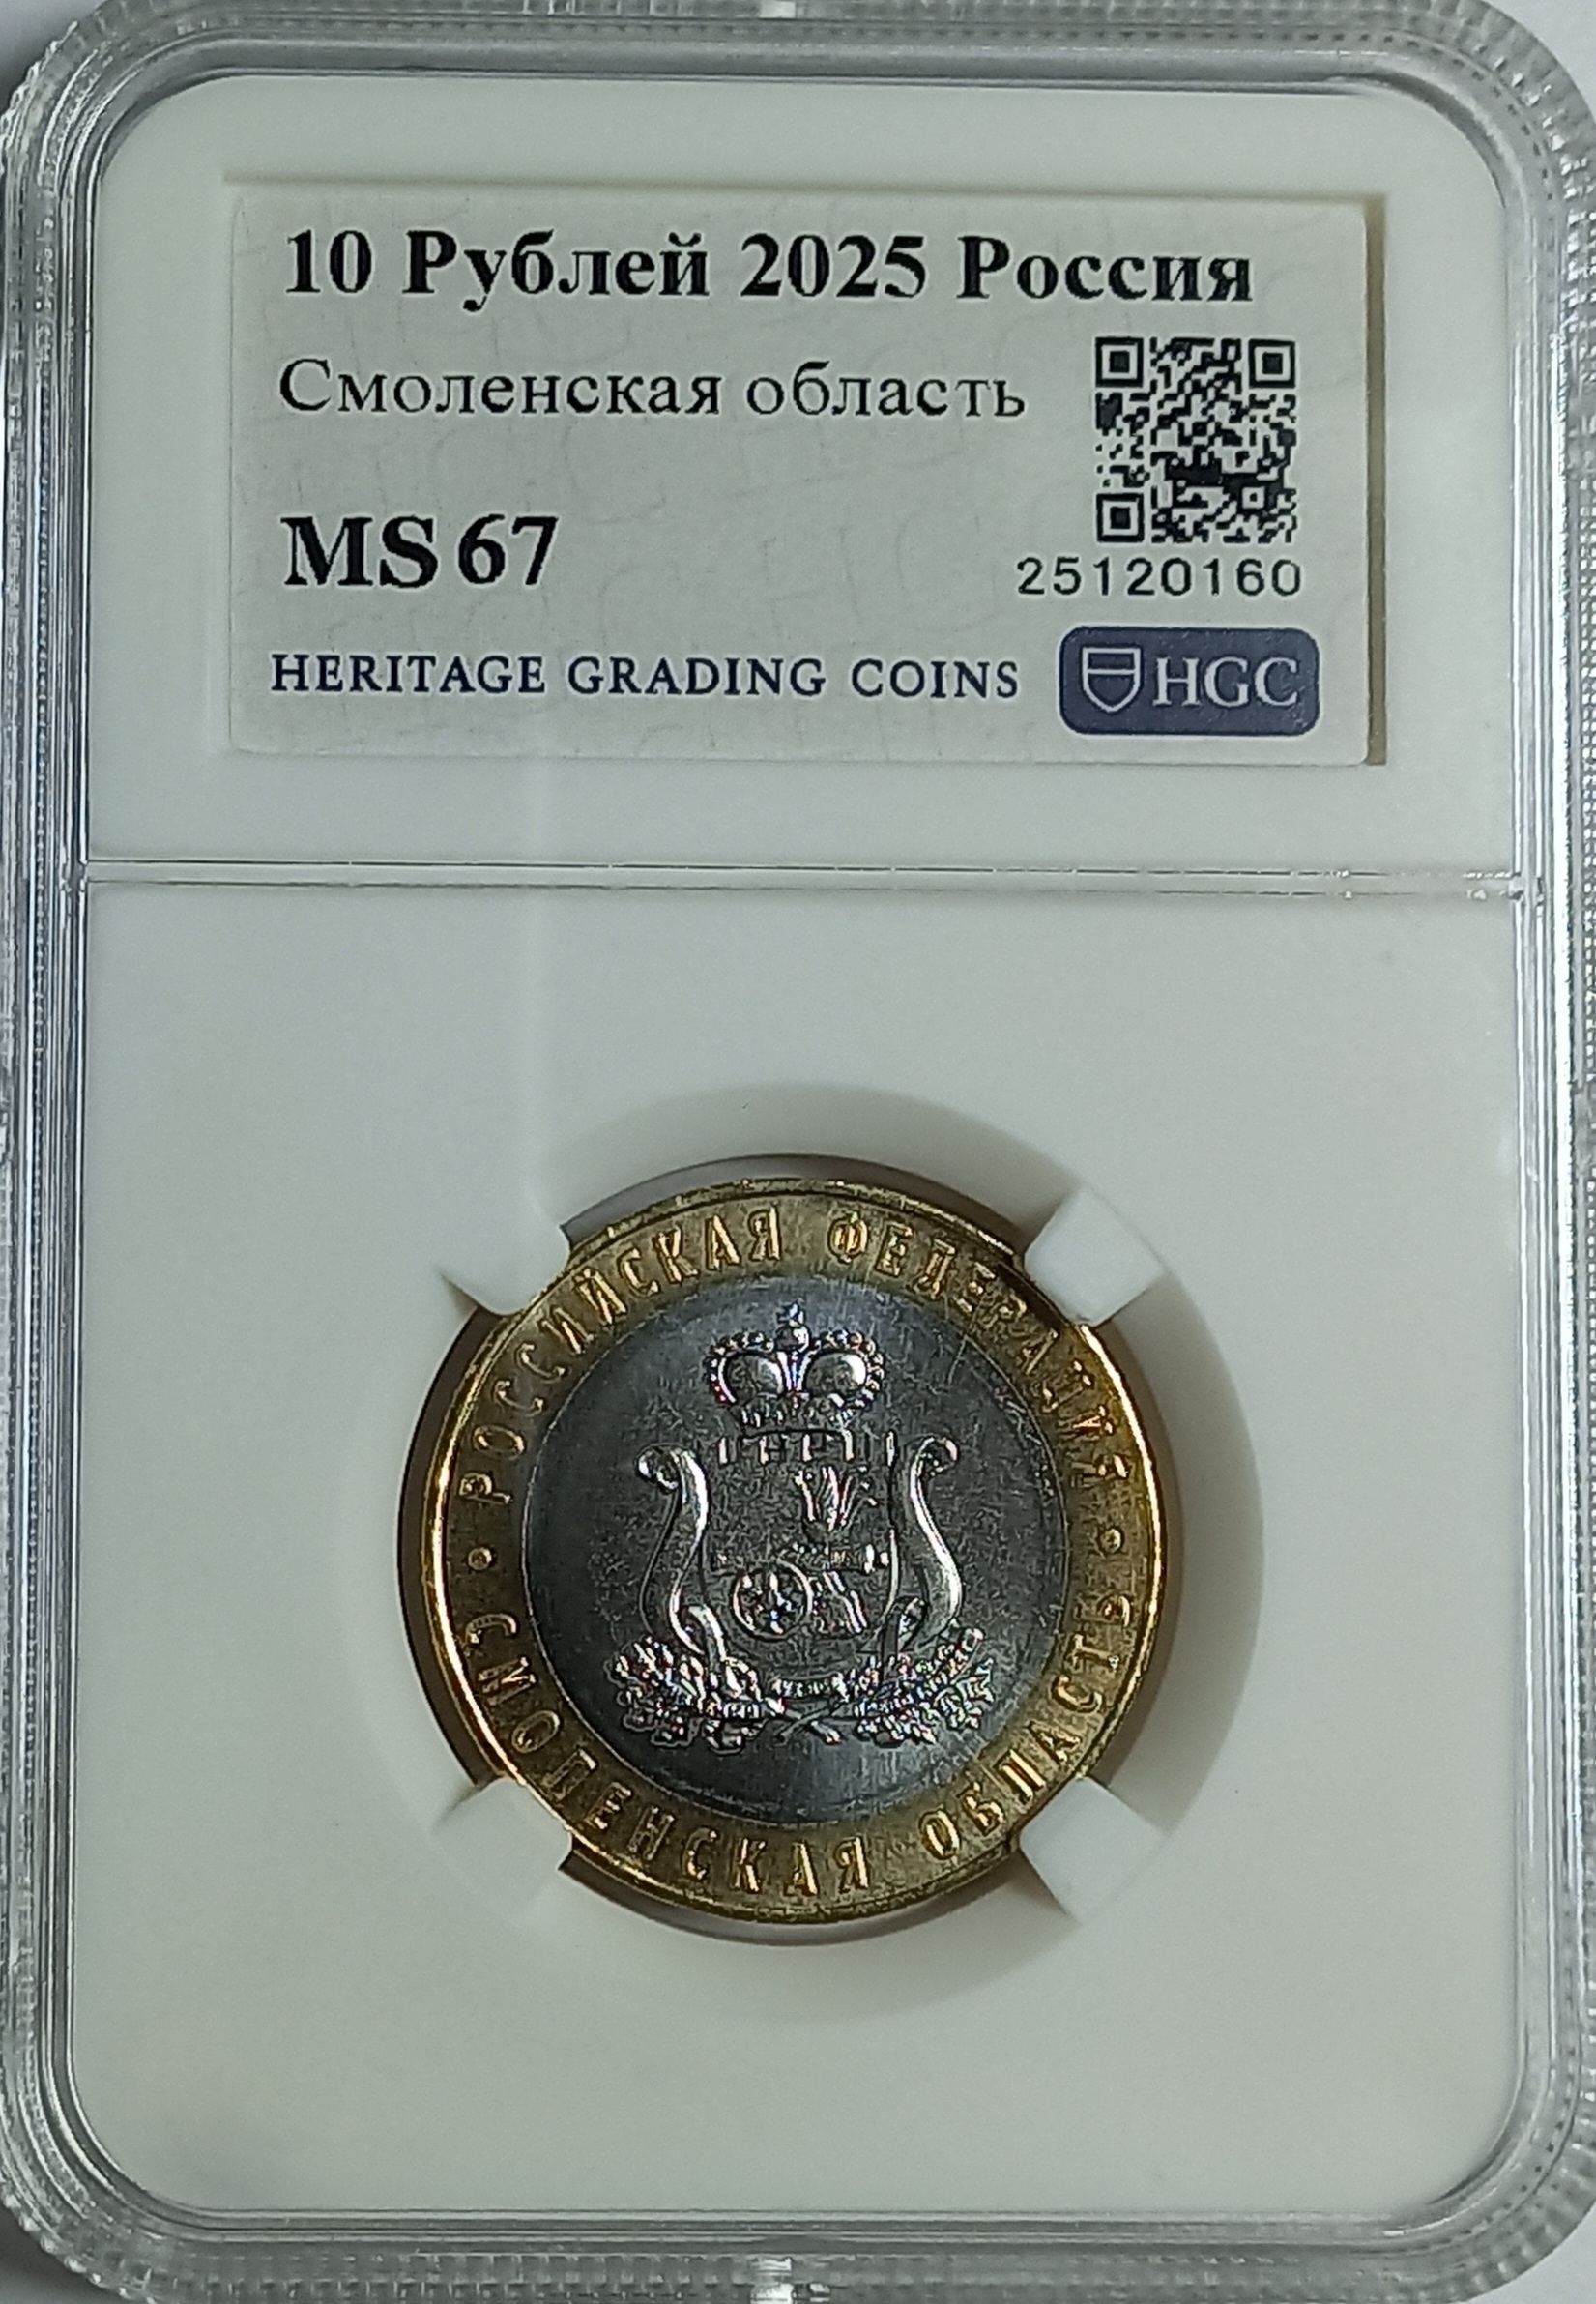 10 Рублей 2025 Россия
Смоленская область
MS 67
25120160
HERITAGE GRADING COINS
HGC
РОССИЙСКАЯ ФЕДЕРАЦИЯ
СМОЛЕНСКАЯ ОБЛАСТЬ